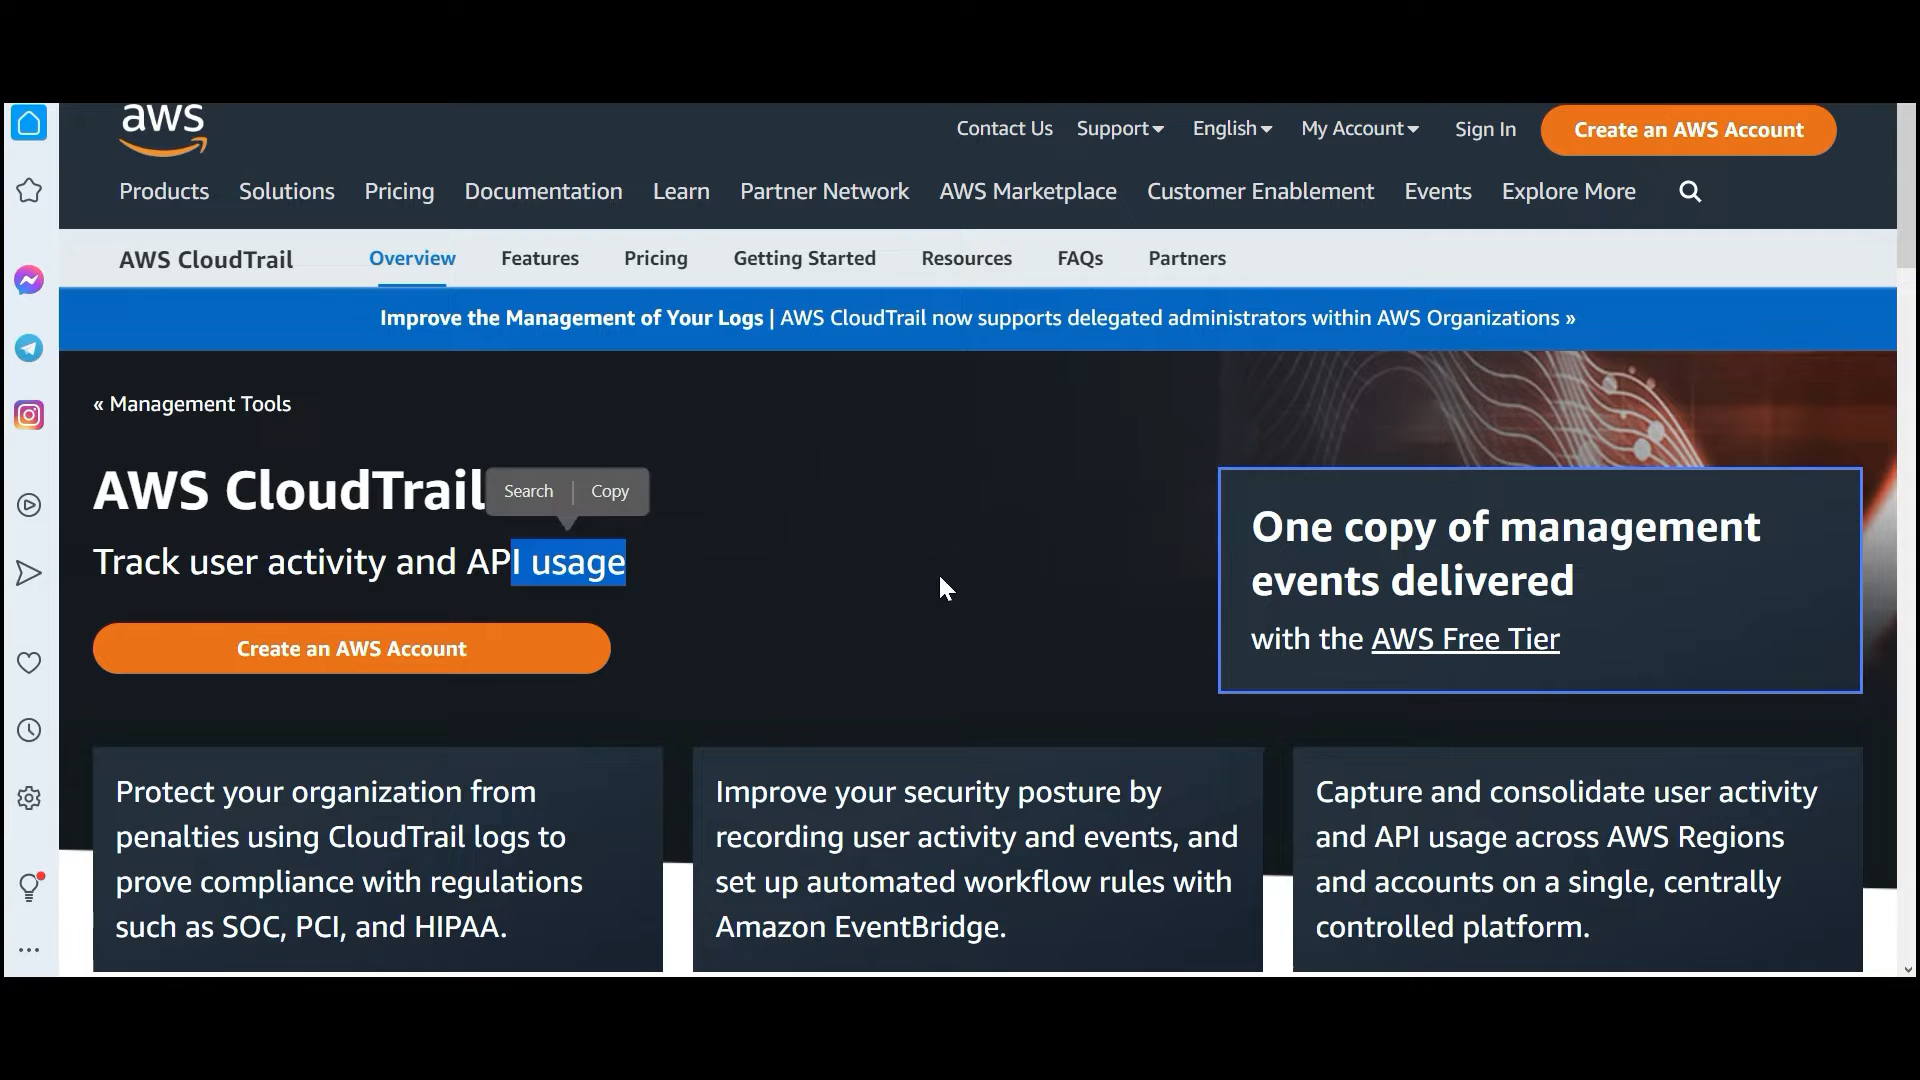 aws
Contact Us Support English My Account Sign In Create an AWS Account
Products Solutions Pricing Documentation Learn Partner Network AWS Marketplace Customer Enablement Events Explore More
AWS CloudTrail Overview Features Pricing Getting Started Resources FAQs Partners
Improve the Management of Your Logs | AWS CloudTrail now supports delegated administrators within AWS Organizations »
« Management Tools
AWS CloudTrail
Search | Copy
Track user activity and API usage
Create an AWS Account
One copy of management
events delivered
with the AWS Free Tier
Protect your organization from
penalties using CloudTrail logs to
prove compliance with regulations
such as SOC, PCI, and HIPAA.
Improve your security posture by
recording user activity and events, and
set up automated workflow rules with
Amazon EventBridge.
Capture and consolidate user activity
and API usage across AWS Regions
and accounts on a single, centrally
controlled platform.